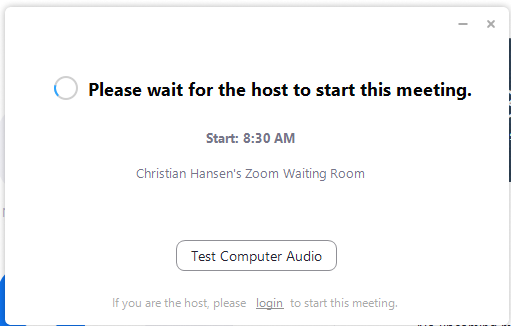 Please wait for the host to start this meeting.
Start: 8:30 AM
Christian Hansen's Zoom Waiting Room
Test Computer Audio
If you are the host, please login to start this meeting.